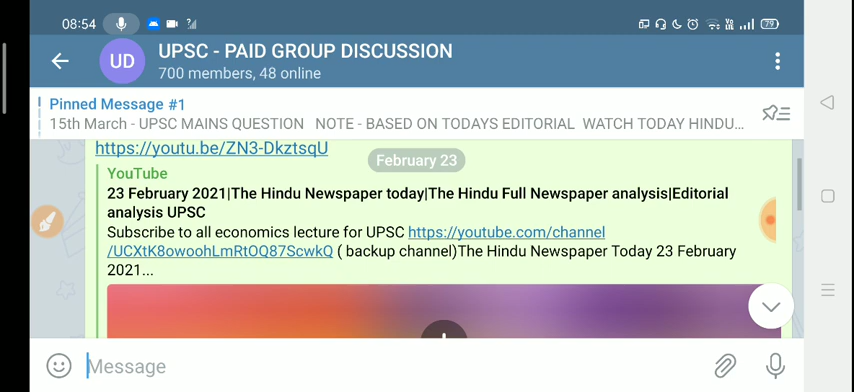 08:54
79
UD
UPSC - PAID GROUP DISCUSSION
700 members, 48 online
Pinned Message #1
15th March - UPSC MAINS QUESTION NOTE - BASED ON TODAYS EDITORIAL WATCH TODAY HINDU...
https://youtu.be/ZN3-DkztsqU
February 23
YouTube
23 February 2021|The Hindu Newspaper today|The Hindu Full Newspaper analysis|Editorial
analysis UPSC
Subscribe to all economics lecture for UPSC https://youtube.com/channel
/UCXtK8owoohLmRtOQ87ScwkQ ( backup channel)The Hindu Newspaper Today 23 February
2021...
Message